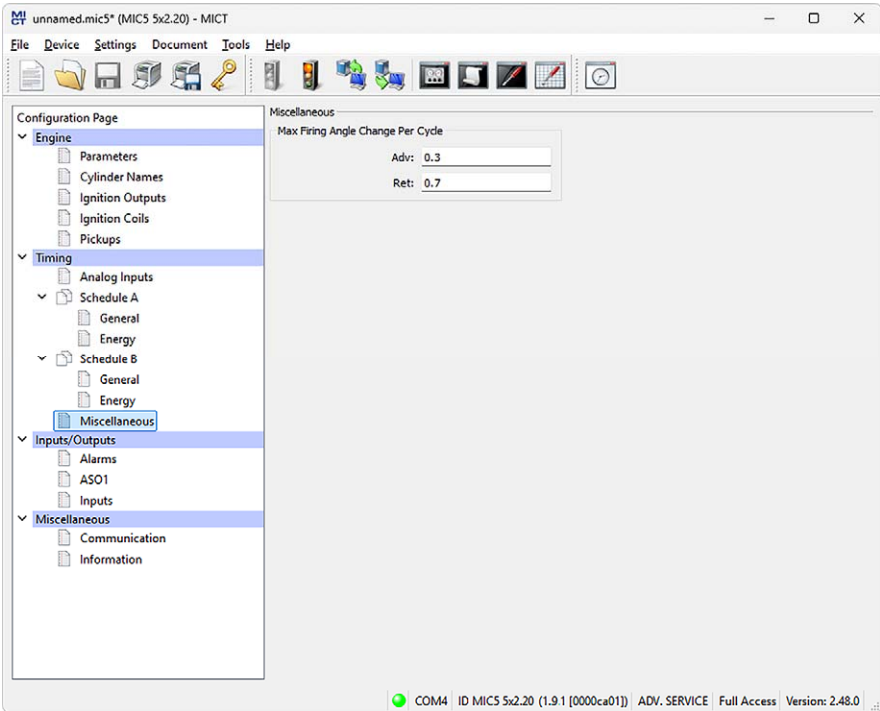 MICT unnamed.mic5* (MIC5 5x2.20) - MICT
File Device Settings Document Tools Help
Configuration Page
Engine
Parameters
Cylinder Names
Ignition Outputs
Ignition Coils
Pickups
Timing
Analog Inputs
Schedule A
General
Energy
Schedule B
General
Energy
Miscellaneous
Inputs/Outputs
Alarms
ASO1
Inputs
Miscellaneous
Communication
Information
Miscellaneous
Max Firing Angle Change Per Cycle
Adv: 0.3
Ret: 0.7
COM4 ID MIC5 5x2.20 (1.9.1 [0000ca01]) ADV. SERVICE Full Access Version: 2.48.0